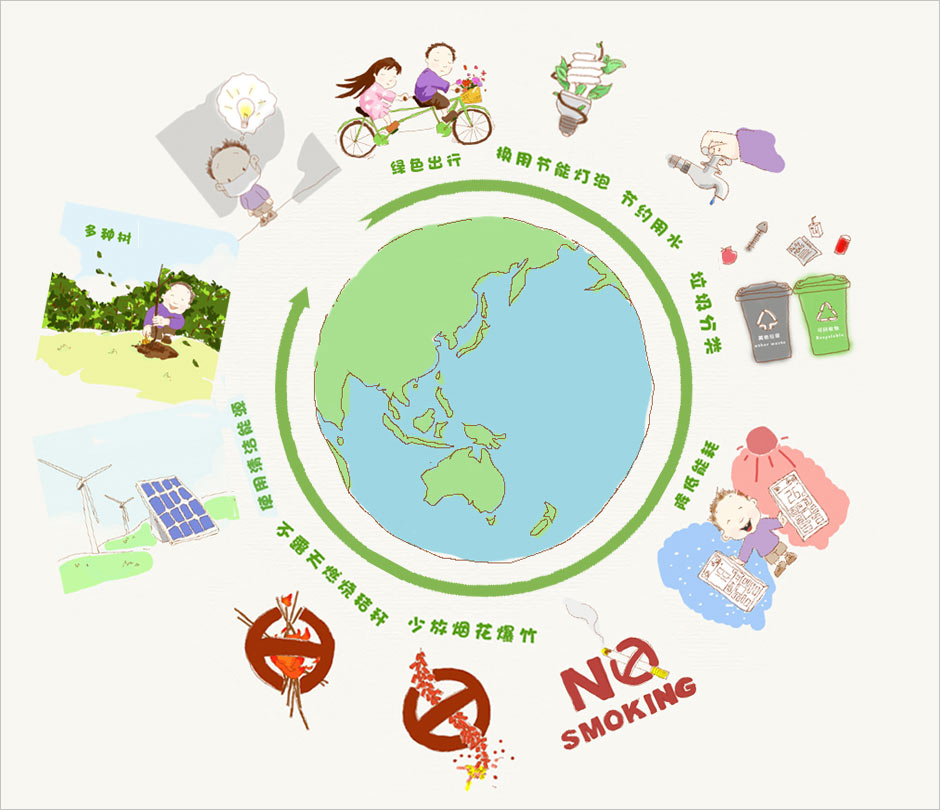 绿色出行
换用节能灯泡
节约用水
垃圾分类
其他垃圾
other waste
可回收物
Recyclable
降低能耗
NO
SMOKING
少放烟花爆竹
不露天燃烧秸秆
使用清洁能源
多种树